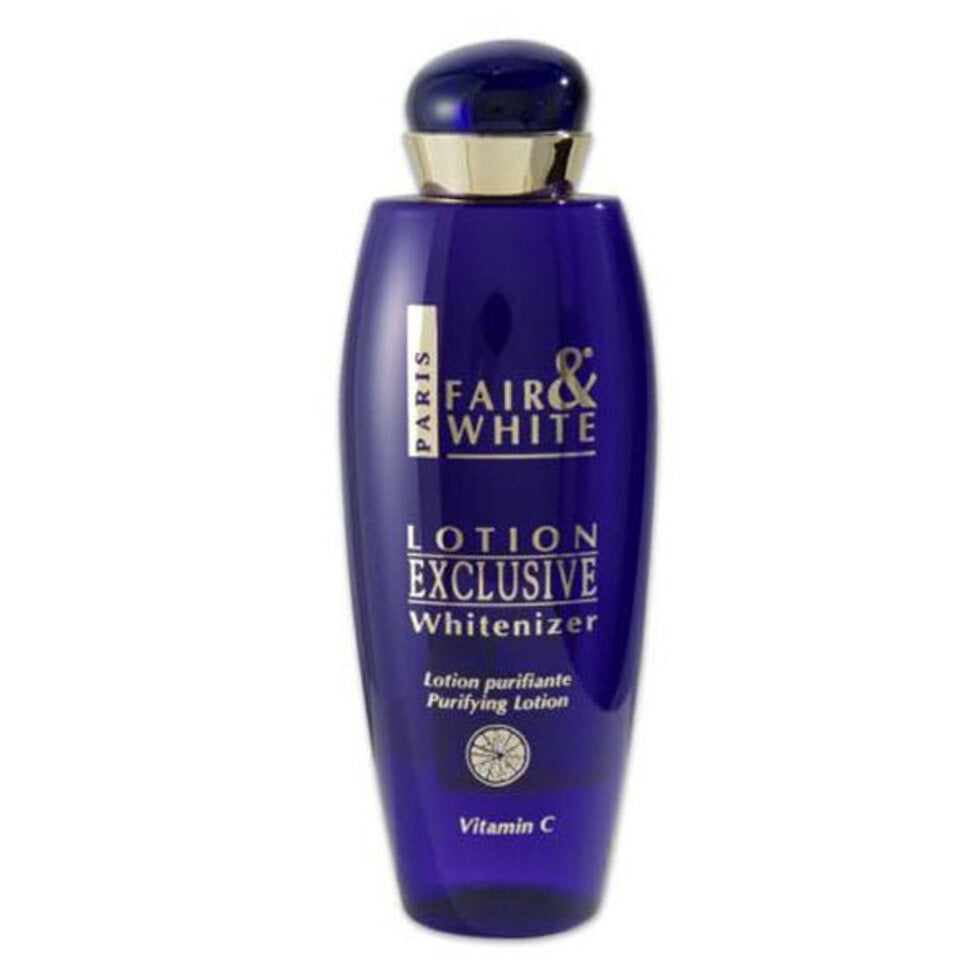 PARIS
FAIR &®
WHITE
LOTION
EXCLUSIVE
Whitenizer
Lotion purifiante
Purifying Lotion
Vitamin C